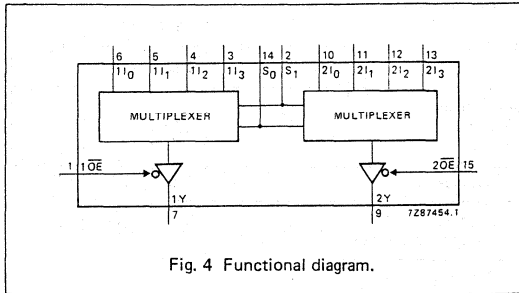 6 5 4 3 14 2 10 11 12 13
1I0 1I1 1I2 1I3 S0 S1 2I0 2I1 2I2 2I3
MULTIPLEXER MULTIPLEXER
1 1OE 2OE 15
1Y 2Y
7 9 7Z87454.1
Fig. 4 Functional diagram.